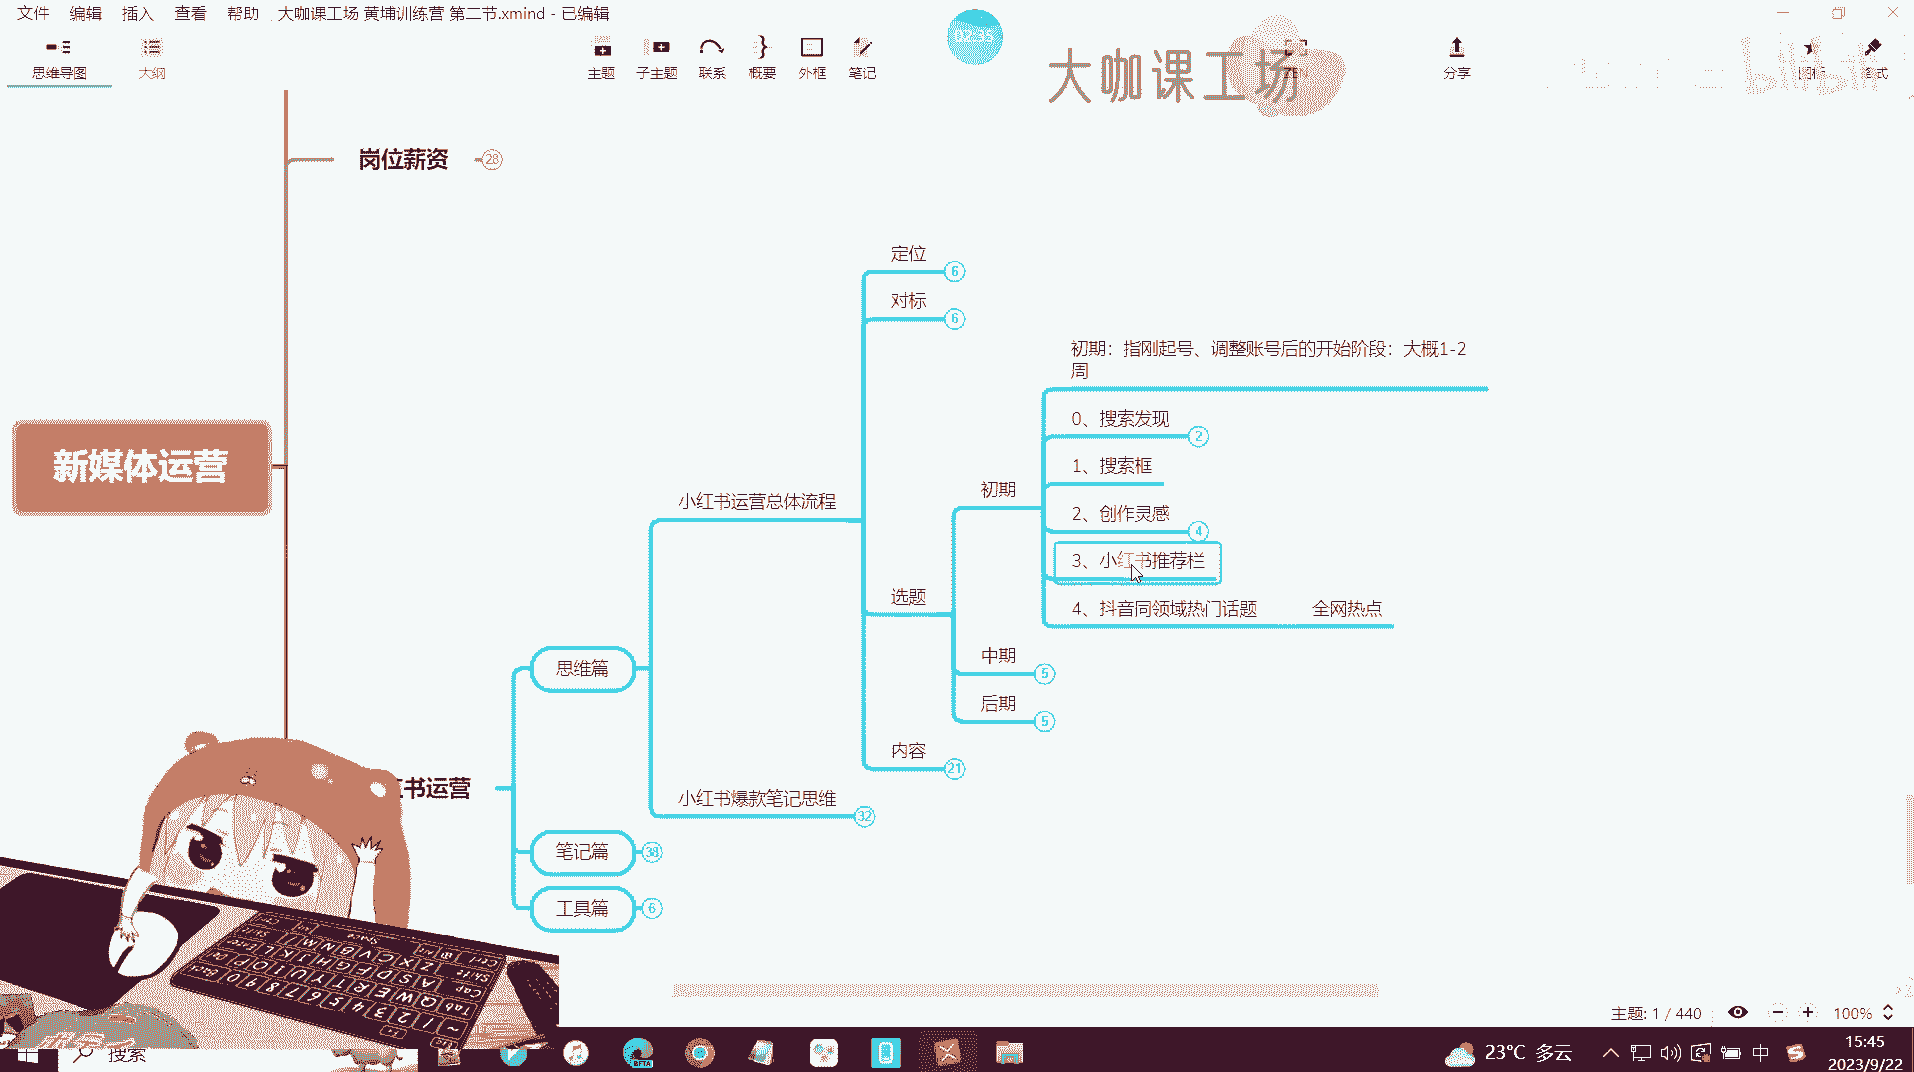 文件 编辑 插入 查看 帮助 大咖课工场 黄埔训练营 第二节.xmind - 已编辑
思维导图 大纲 主题 子主题 联系 概要 外框 笔记 分享
02:35
大咖课工场
岗位薪资 28
定位 6
对标 6
初期：指刚起号、调整账号后的开始阶段：大概1-2
周
0、搜索发现 2
1、搜索框
新媒体运营
初期
小红书运营总体流程
2、创作灵感 4
3、小红书推荐栏
选题
4、抖音同领域热门话题 全网热点
中期 5
思维篇
后期 5
内容 21
书运营
小红书爆款笔记思维 32
笔记篇 38
工具篇 6
主题: 1 / 440 100%
搜索
23°C 多云
中
15:45
2023/9/22